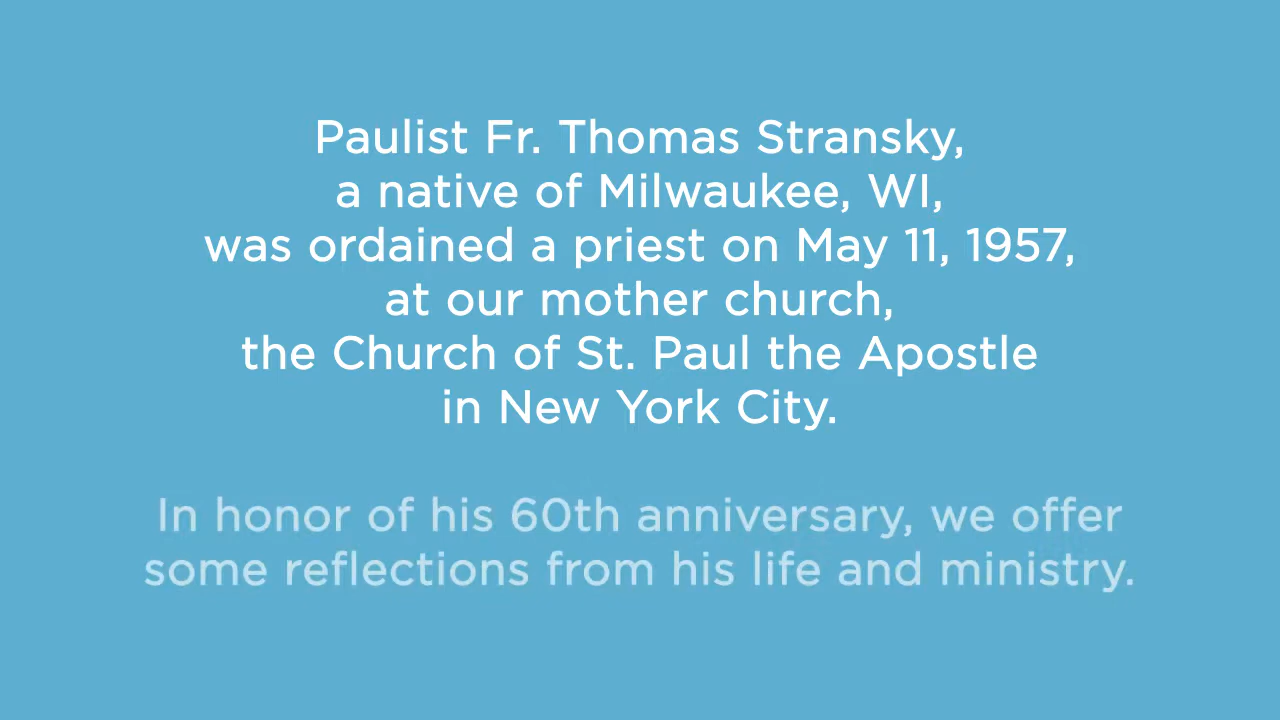 Paulist Fr. Thomas Stransky,
a native of Milwaukee, WI,
was ordained a priest on May 11, 1957,
at our mother church,
the Church of St. Paul the Apostle
in New York City.
In honor of his 60th anniversary, we offer
some reflections from his life and ministry.